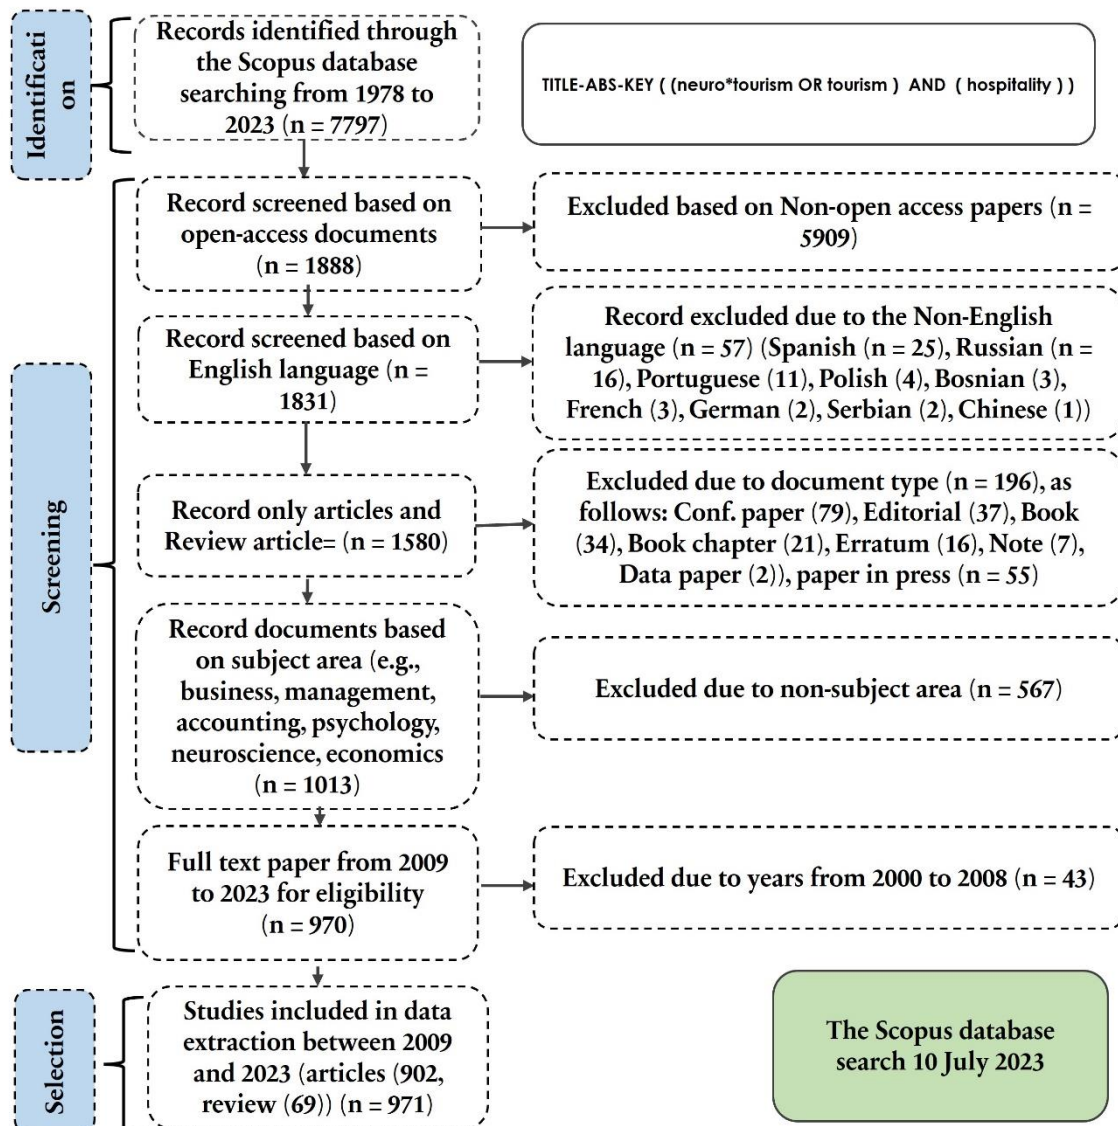 Identificati
on
Records identified through
the Scopus database
searching from 1978 to
2023 (n = 7797)
TITLE-ABS-KEY ( (neuro*tourism OR tourism ) AND ( hospitality ) )
Screening
Record screened based on
open-access documents
(n = 1888)
Excluded based on Non-open access papers (n =
5909)
Record screened based on
English language (n =
1831)
Record excluded due to the Non-English
language (n = 57) (Spanish (n = 25), Russian (n =
16), Portuguese (11), Polish (4), Bosnian (3),
French (3), German (2), Serbian (2), Chinese (1))
Record only articles and
Review article= (n = 1580)
Excluded due to document type (n = 196), as
follows: Conf. paper (79), Editorial (37), Book
(34), Book chapter (21), Erratum (16), Note (7),
Data paper (2)), paper in press (n = 55)
Record documents based
on subject area (e.g.,
business, management,
accounting, psychology,
neuroscience, economics
(n = 1013)
Excluded due to non-subject area (n = 567)
Full text paper from 2009
to 2023 for eligibility
(n = 970)
Excluded due to years from 2000 to 2008 (n = 43)
Selection
Studies included in data
extraction between 2009
and 2023 (articles (902,
review (69)) (n = 971)
The Scopus database
search 10 July 2023